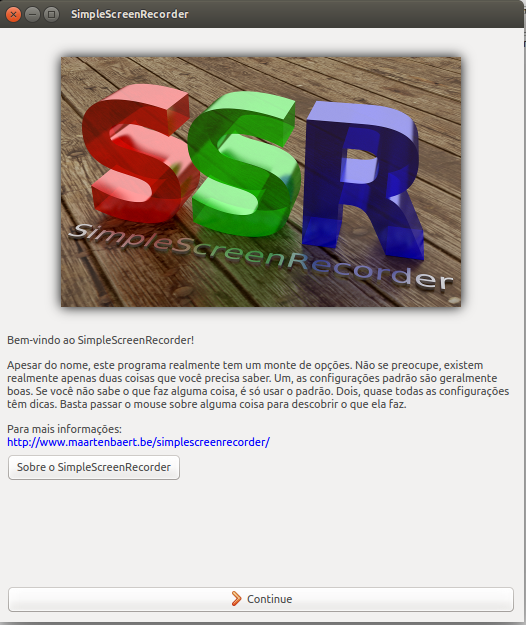 SimpleScreenRecorder
SSR
SimpleScreenRecorder
Bem-vindo ao SimpleScreenRecorder!
Apesar do nome, este programa realmente tem um monte de opções. Não se preocupe, existem
realmente apenas duas coisas que você precisa saber. Um, as configurações padrão são geralmente
boas. Se você não sabe o que faz alguma coisa, é só usar o padrão. Dois, quase todas as configurações
têm dicas. Basta passar o mouse sobre alguma coisa para descobrir o que ela faz.
Para mais informações:
http://www.maartenbaert.be/simplescreenrecorder/
Sobre o SimpleScreenRecorder
Continue